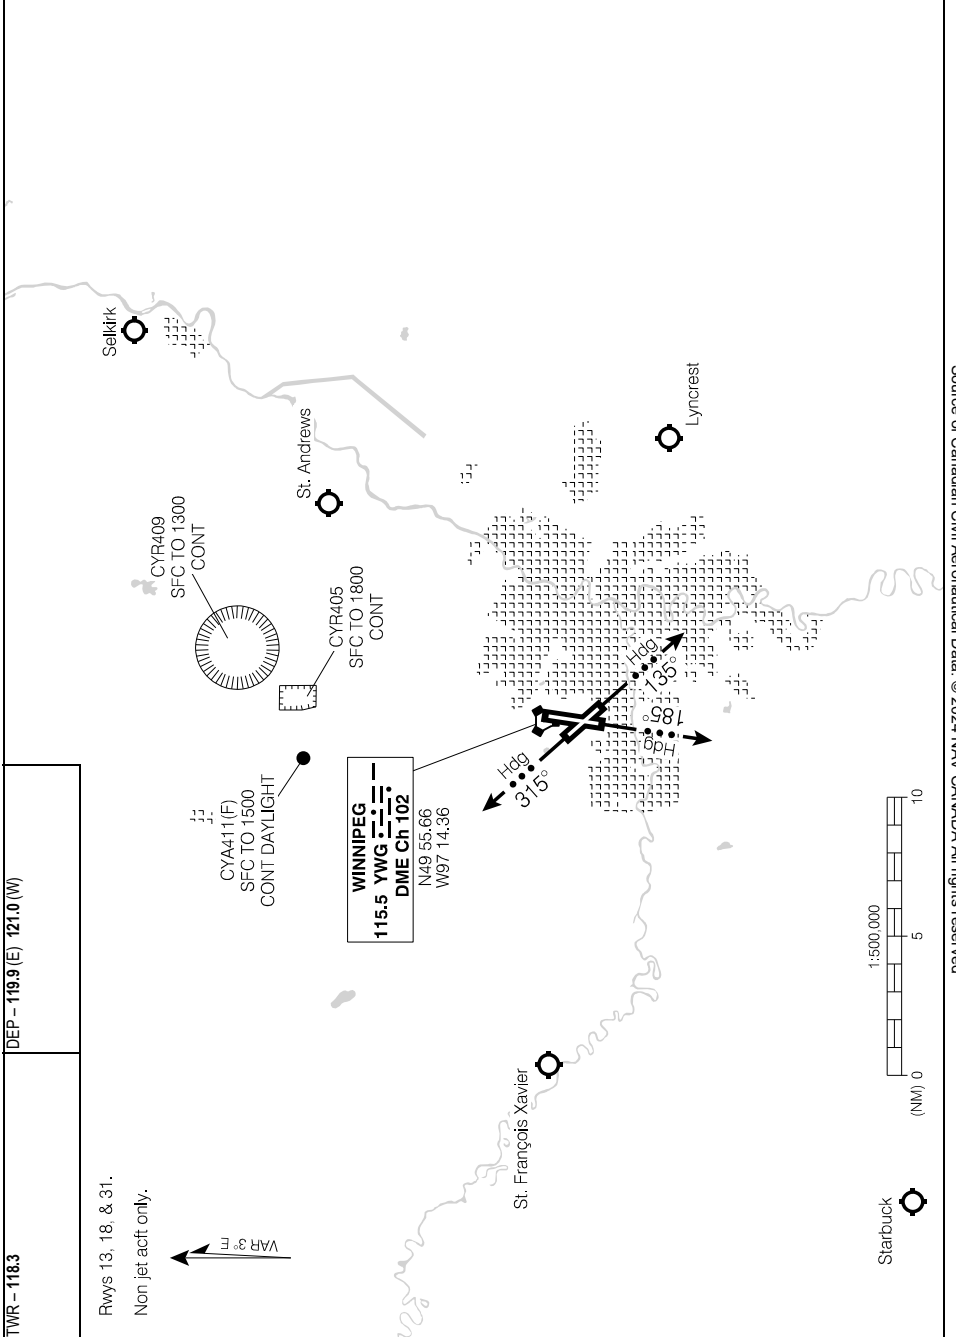 TWR – 118.3
DEP – 119.9 (E) 121.0 (W)
Rwys 13, 18, & 31.
Non jet acft only.
VAR 3° E
Selkirk
St. Andrews
CYR409
SFC TO 1300
CONT
CYR405
SFC TO 1800
CONT
CYA411(F)
SFC TO 1500
CONT DAYLIGHT
WINNIPEG
115.5 YWG
DME Ch 102
N49 55.66
W97 14.36
Hdg
315°
Hdg
135°
Hdg
185°
Lyncrest
St. François Xavier
Starbuck
1:500,000
(NM) 0 5 10
Source of Canadian Civil Aeronautical Data: © 2024 NAV CANADA All rights reserved